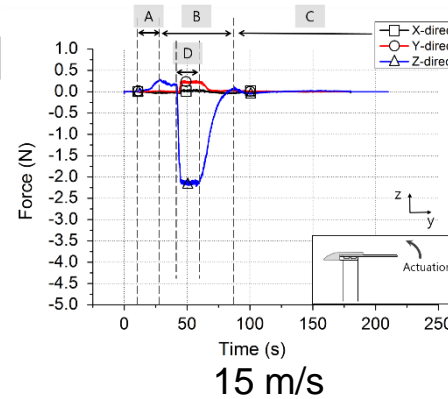 A B C
D
X-direc
Y-direc
Z-direc
1.0
0.5
0.0
-0.5
-1.0
-1.5
-2.0
-2.5
-3.0
-3.5
-4.0
-4.5
-5.0
Force (N)
z
y
Actuation
0 50 100 150 200 250
Time (s)
15 m/s